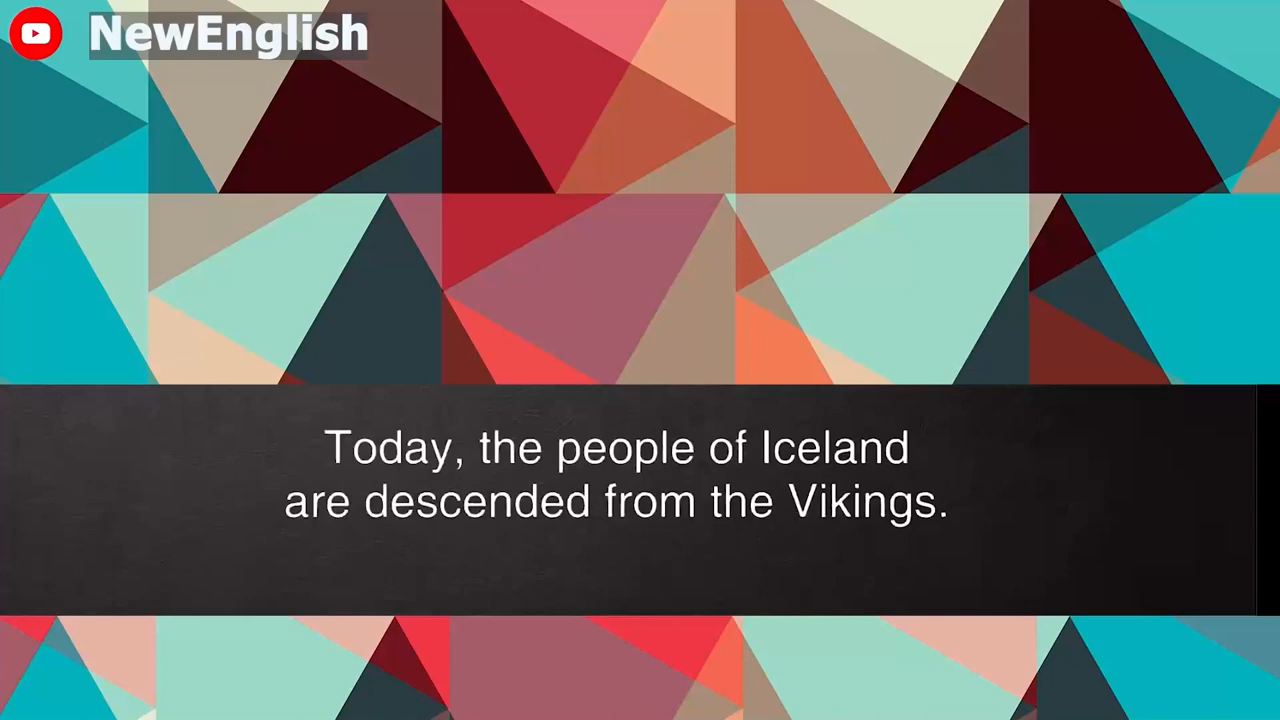 NewEnglish
Today, the people of Iceland
are descended from the Vikings.